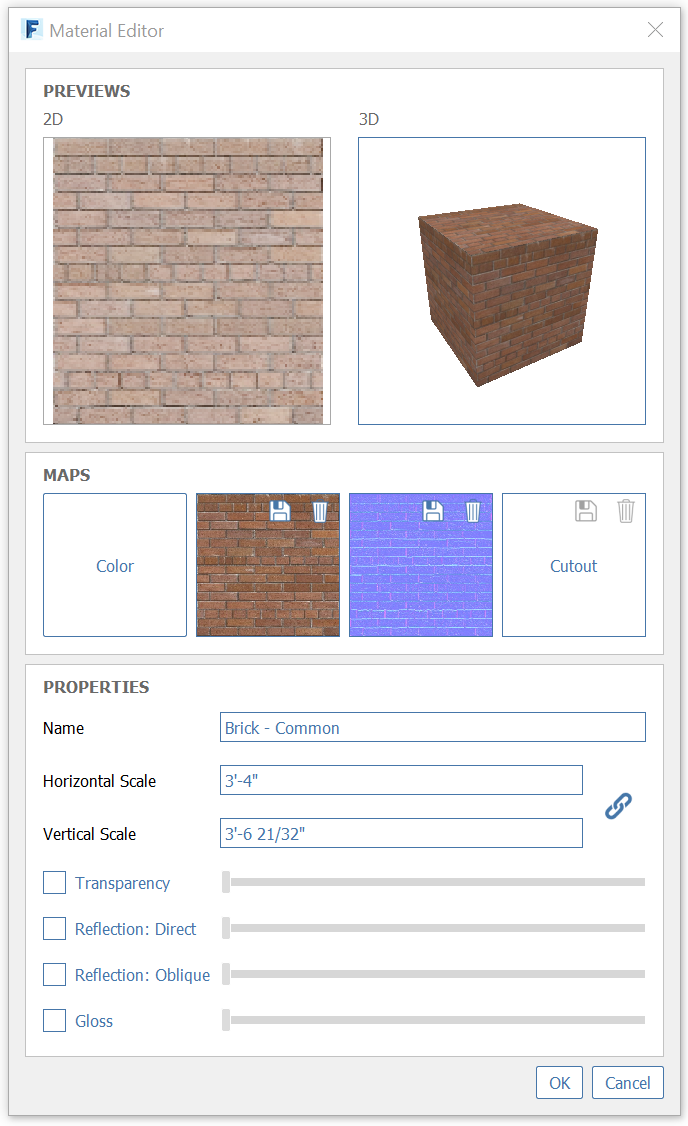 F Material Editor
PREVIEWS
2D 3D
MAPS
Color Cutout
PROPERTIES
Name Brick - Common
Horizontal Scale 3'-4"
Vertical Scale 3'-6 21/32"
Transparency
Reflection: Direct
Reflection: Oblique
Gloss
OK Cancel